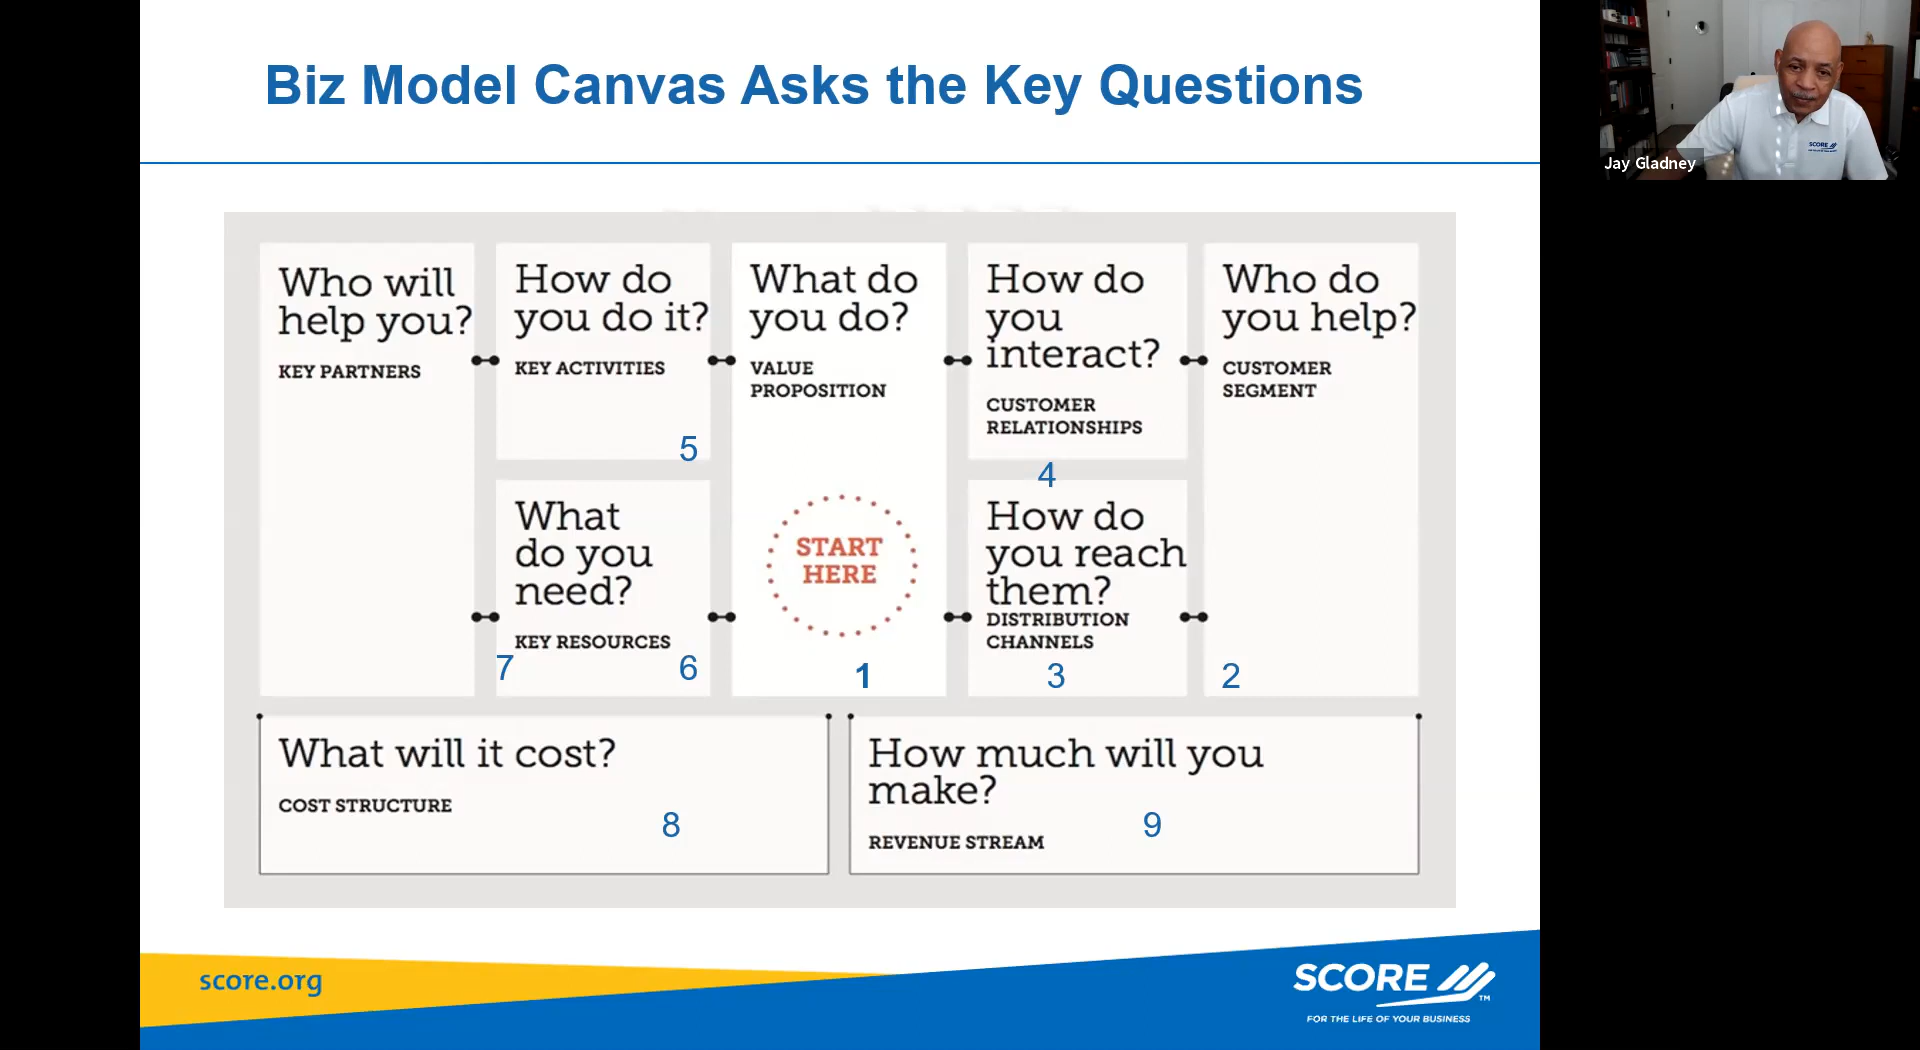 Biz Model Canvas Asks the Key Questions
Jay Gladney
SCORE
Who will
help you?
KEY PARTNERS
How do
you do it?
KEY ACTIVITIES
5
What
do you
need?
KEY RESOURCES
7
6
What do
you do?
VALUE
PROPOSITION
START
HERE
1
How do
you
interact?
CUSTOMER
RELATIONSHIPS
4
How do
you reach
them?
DISTRIBUTION
CHANNELS
3
Who do
you help?
CUSTOMER
SEGMENT
2
What will it cost?
COST STRUCTURE
8
How much will you
make?
REVENUE STREAM
9
score.org
SCORE
TM
FOR THE LIFE OF YOUR BUSINESS